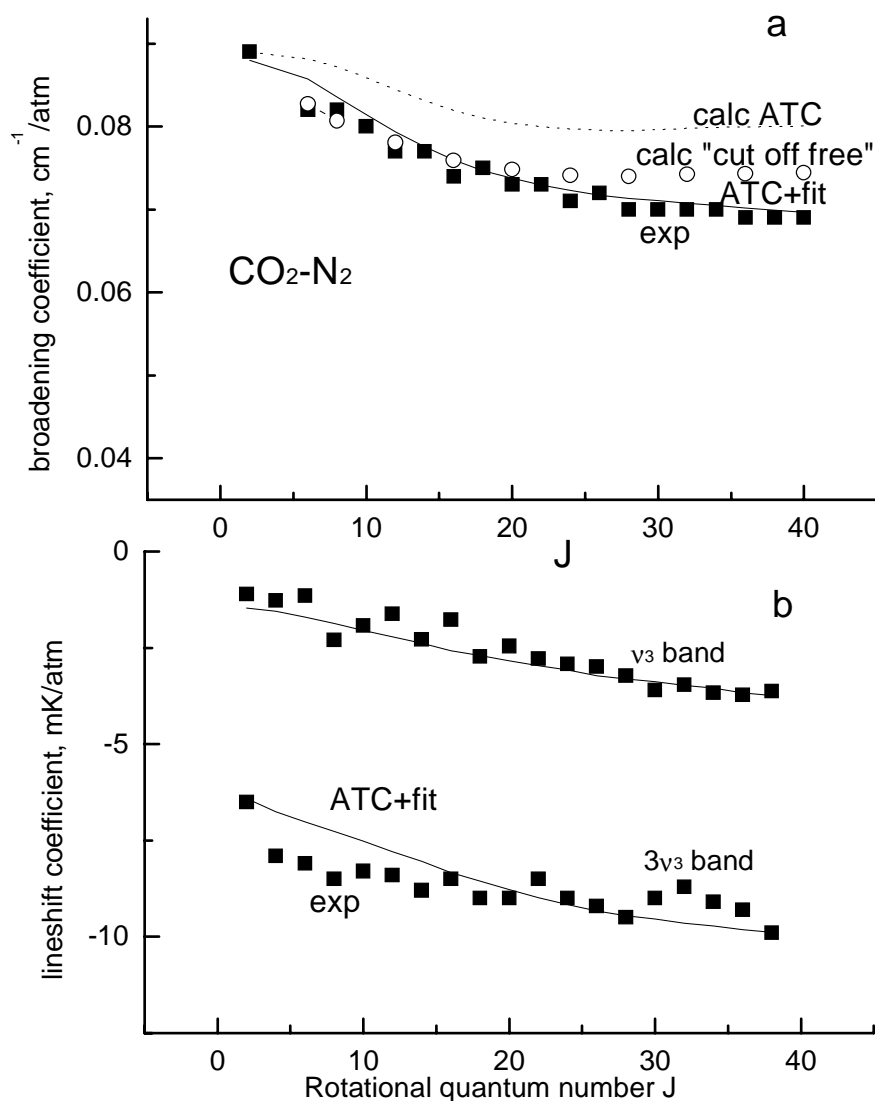 a
broadening coefficient, cm⁻¹/atm
0.08
0.06
0.04
calc ATC
calc "cut off free"
ATC+fit
exp
CO₂-N₂
0 10 20 30 40
J
b
lineshift coefficient, mK/atm
0
-5
-10
ν₃ band
ATC+fit
3ν₃ band
exp
0 10 20 30 40
Rotational quantum number J